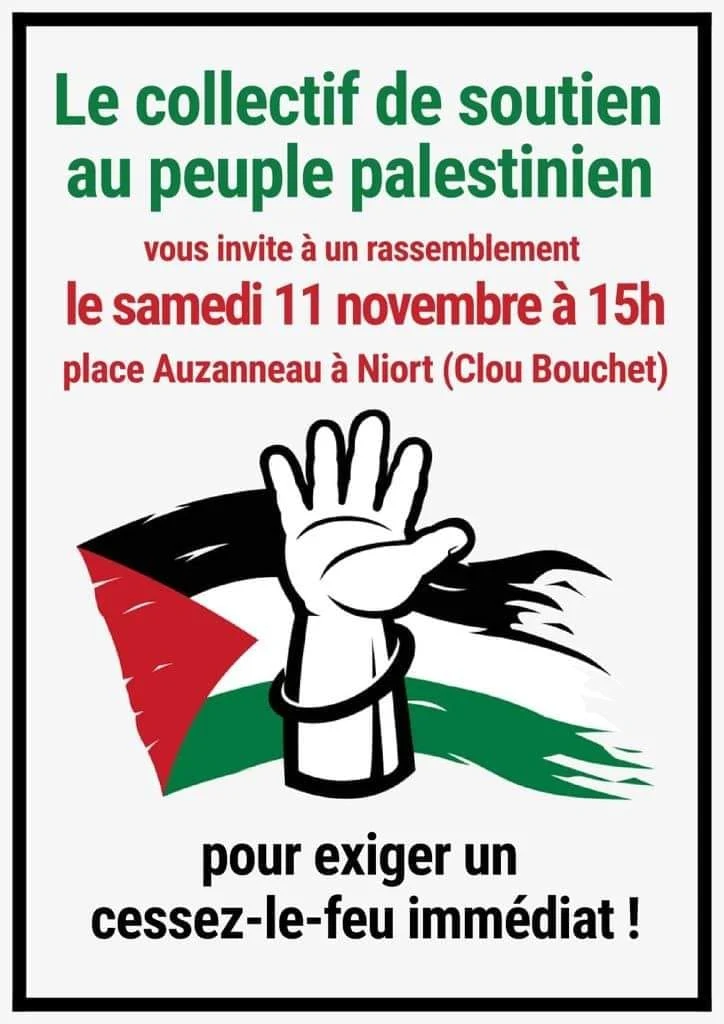 Le collectif de soutien
au peuple palestinien
vous invite à un rassemblement
le samedi 11 novembre à 15h
place Auzanneau à Niort (Clou Bouchet)
pour exiger un
cessez-le-feu immédiat !